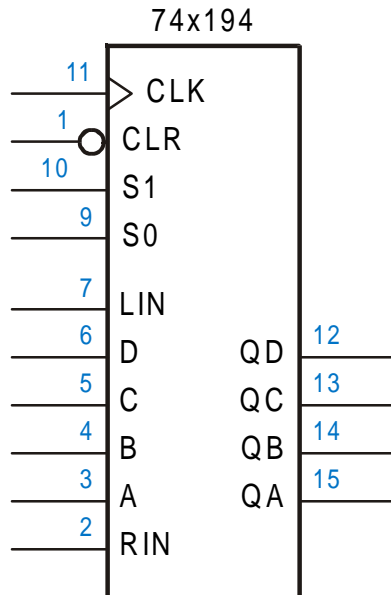 74x194
11 CLK
1 CLR
10 S1
9 S0
7 LIN
6 D QD 12
5 C QC 13
4 B QB 14
3 A QA 15
2 RIN